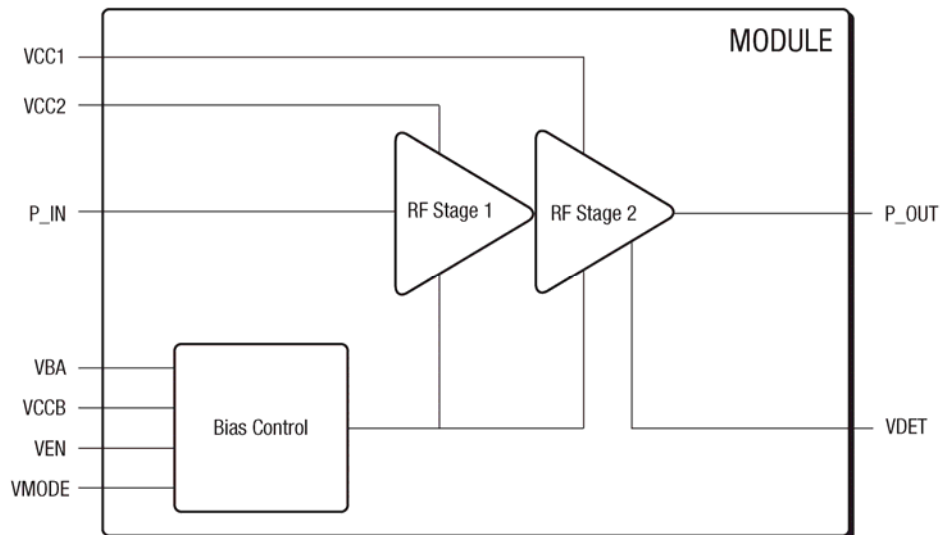 MODULE
VCC1
VCC2
P_IN
RF Stage 1
RF Stage 2
P_OUT
VBA
VCCB
VEN
VMODE
Bias Control
VDET